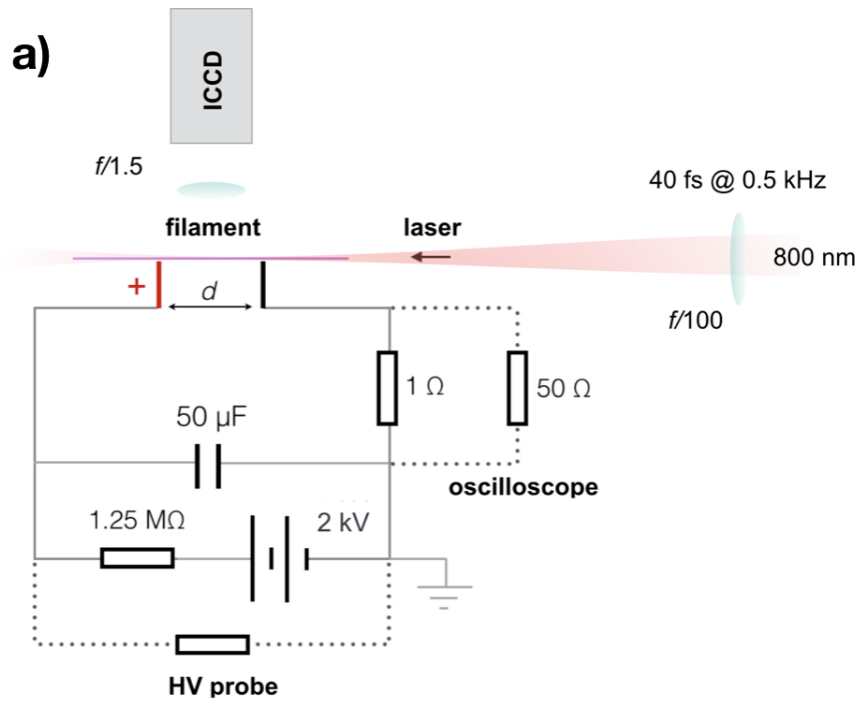 a)
ICCD
f/1.5
40 fs @ 0.5 kHz
filament
laser
800 nm
+
d
f/100
1 Ω
50 Ω
50 μF
oscilloscope
1.25 MΩ
2 kV
HV probe